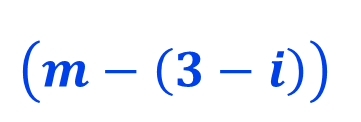 (m − (3 − i))